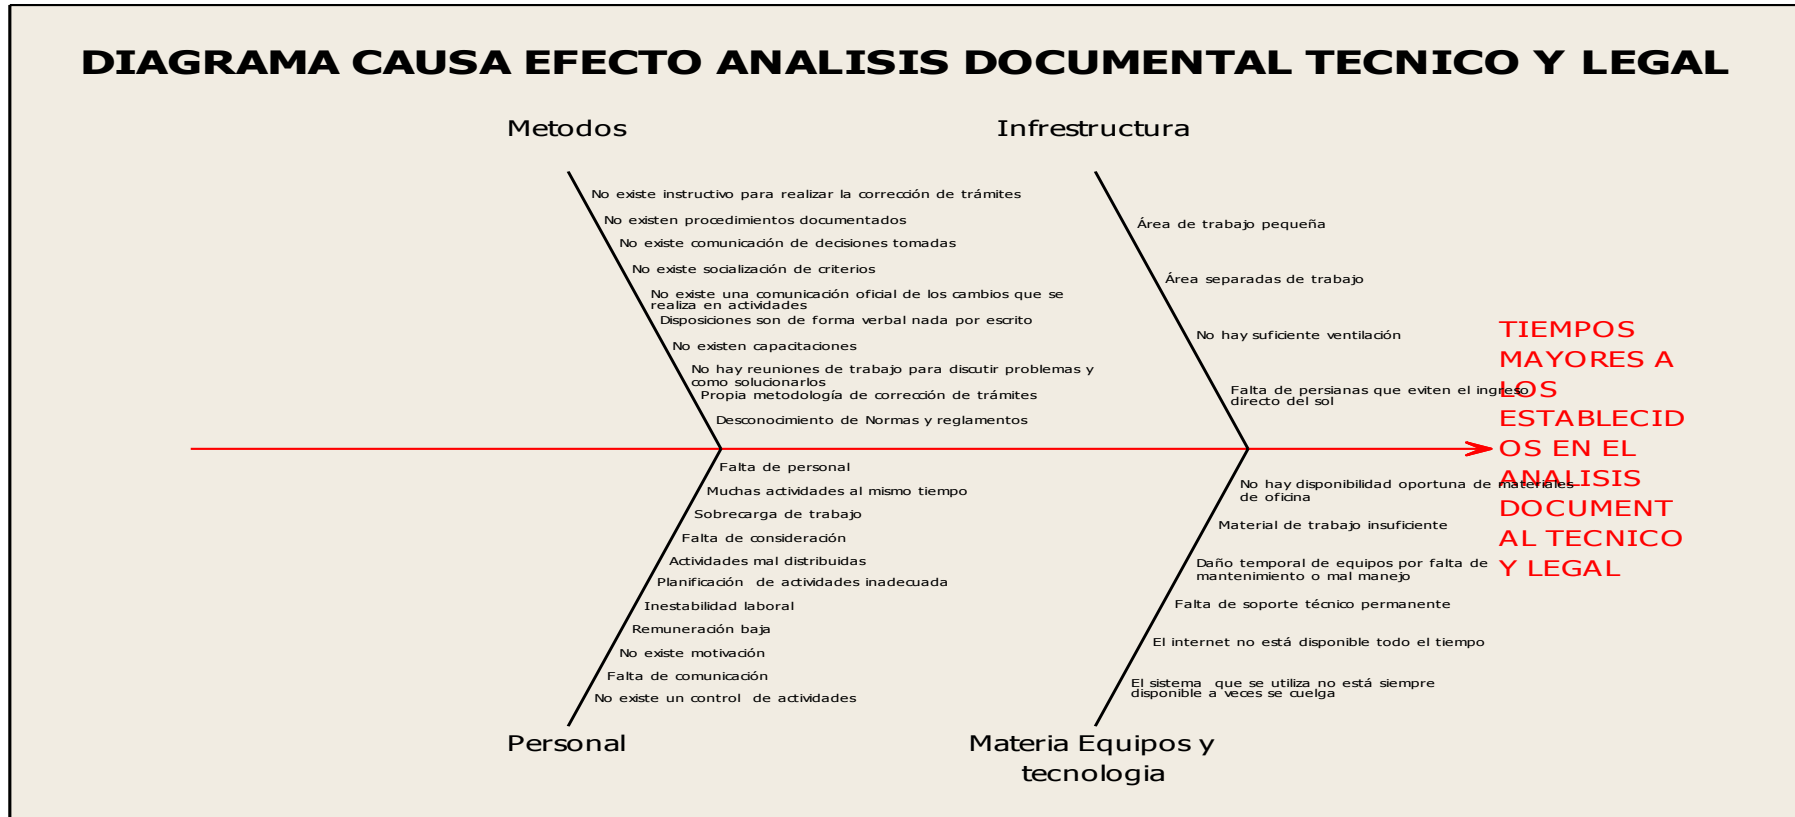 DIAGRAMA CAUSA EFECTO ANALISIS DOCUMENTAL TECNICO Y LEGAL
Metodos
No existe instructivo para realizar la corrección de trámites
No existen procedimientos documentados
No existe comunicación de decisiones tomadas
No existe socialización de criterios
No existe una comunicación oficial de los cambios que se
realiza en actividades
Disposiciones son de forma verbal nada por escrito
No existen capacitaciones
No hay reuniones de trabajo para discutir problemas y
como solucionarlos
Propia metodología de corrección de trámites
Desconocimiento de Normas y reglamentos
Infrestructura
Área de trabajo pequeña
Área separadas de trabajo
No hay suficiente ventilación
Falta de persianas que eviten el ingreso
directo del sol
Falta de personal
Muchas actividades al mismo tiempo
Sobrecarga de trabajo
Falta de consideración
Actividades mal distribuidas
Planificación  de actividades inadecuada
Inestabilidad laboral
Remuneración baja
No existe motivación
Falta de comunicación
No existe un control  de actividades
Personal
No hay disponibilidad oportuna de materiales
de oficina
Material de trabajo insuficiente
Daño temporal de equipos por falta de
mantenimiento o mal manejo
Falta de soporte técnico permanente
El internet no está disponible todo el tiempo
El sistema  que se utiliza no está siempre
disponible a veces se cuelga
Materia Equipos y
tecnologia
TIEMPOS
MAYORES A
LOS
ESTABLECID
OS EN EL
ANALISIS
DOCUMENT
AL TECNICO
Y LEGAL